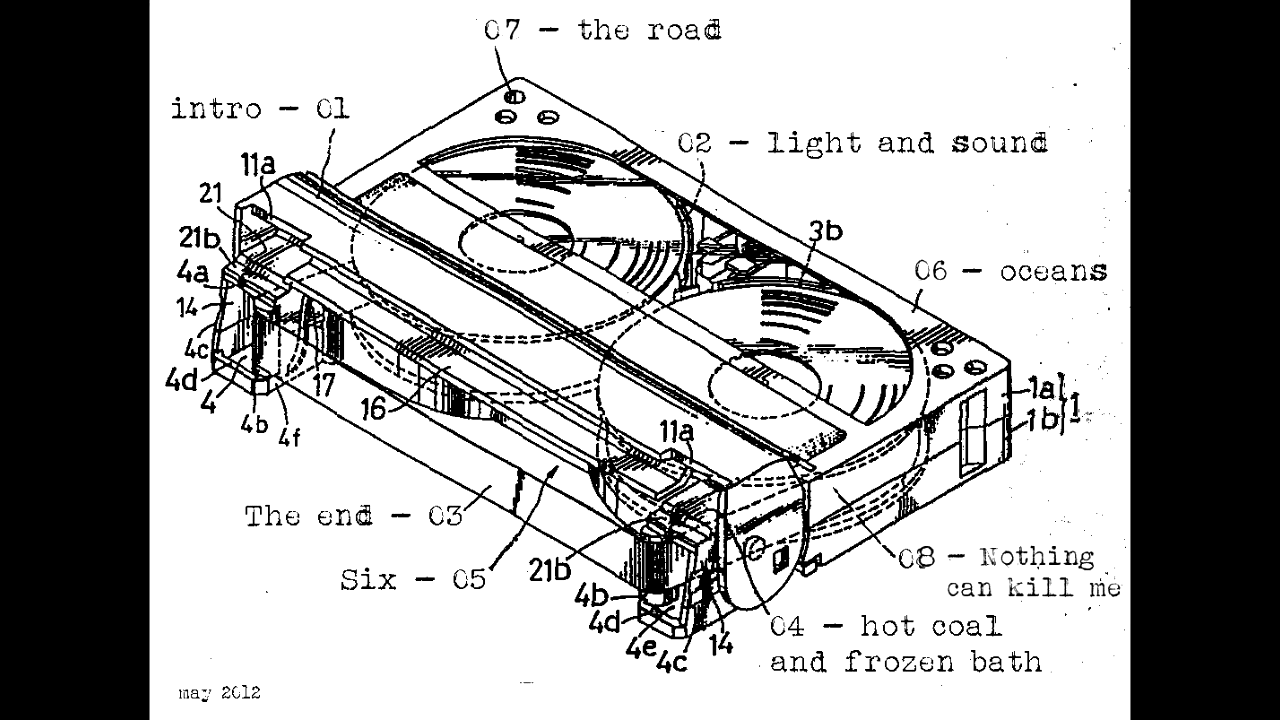 07 - the road
intro - 01
02 - light and sound
11a
21
3b
21b
06 - oceans
4a
14
4c
4d
17
1a
1
4
16
1b
4b
11a
4f
The end - 03
08 - Nothing
can kill me
Six - 05
21b
4b
4d
04 - hot coal
14
4e
4c
and frozen bath
may 2012